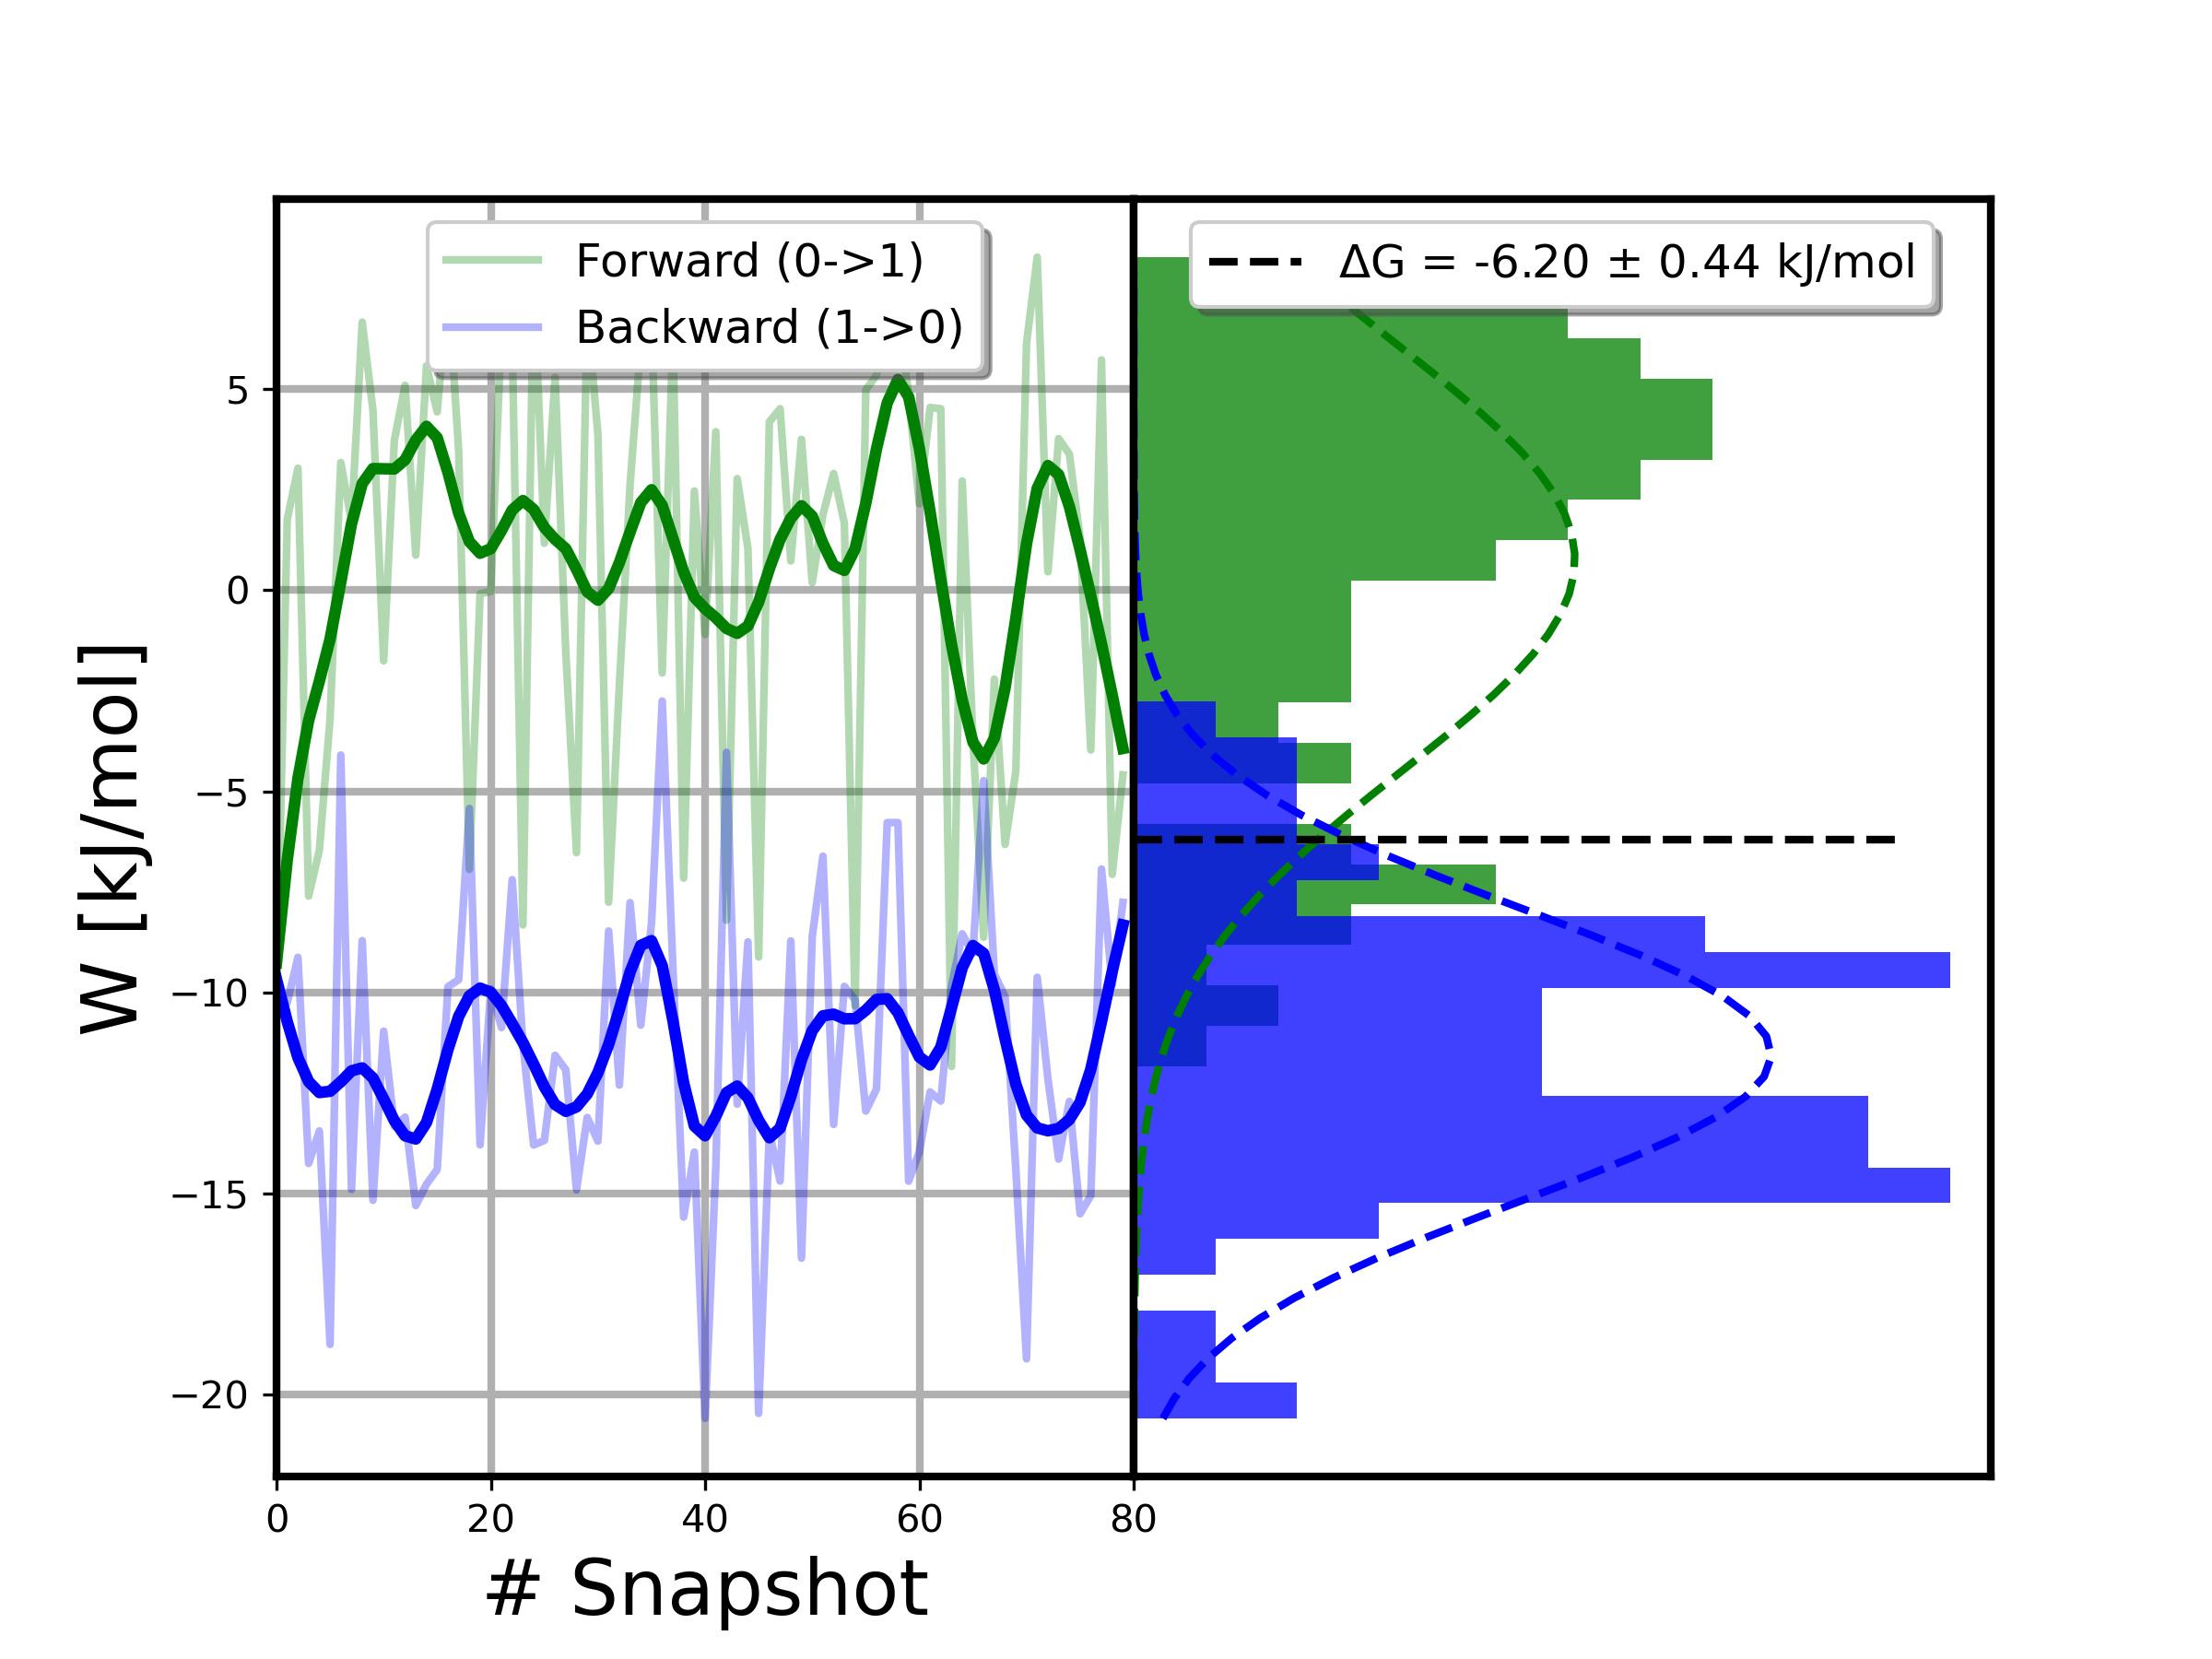 Forward (0->1)
Backward (1->0)
ΔG = -6.20 ± 0.44 kJ/mol
W [kJ/mol]
5
0
−5
−10
−15
−20
0 20 40 60 80
# Snapshot